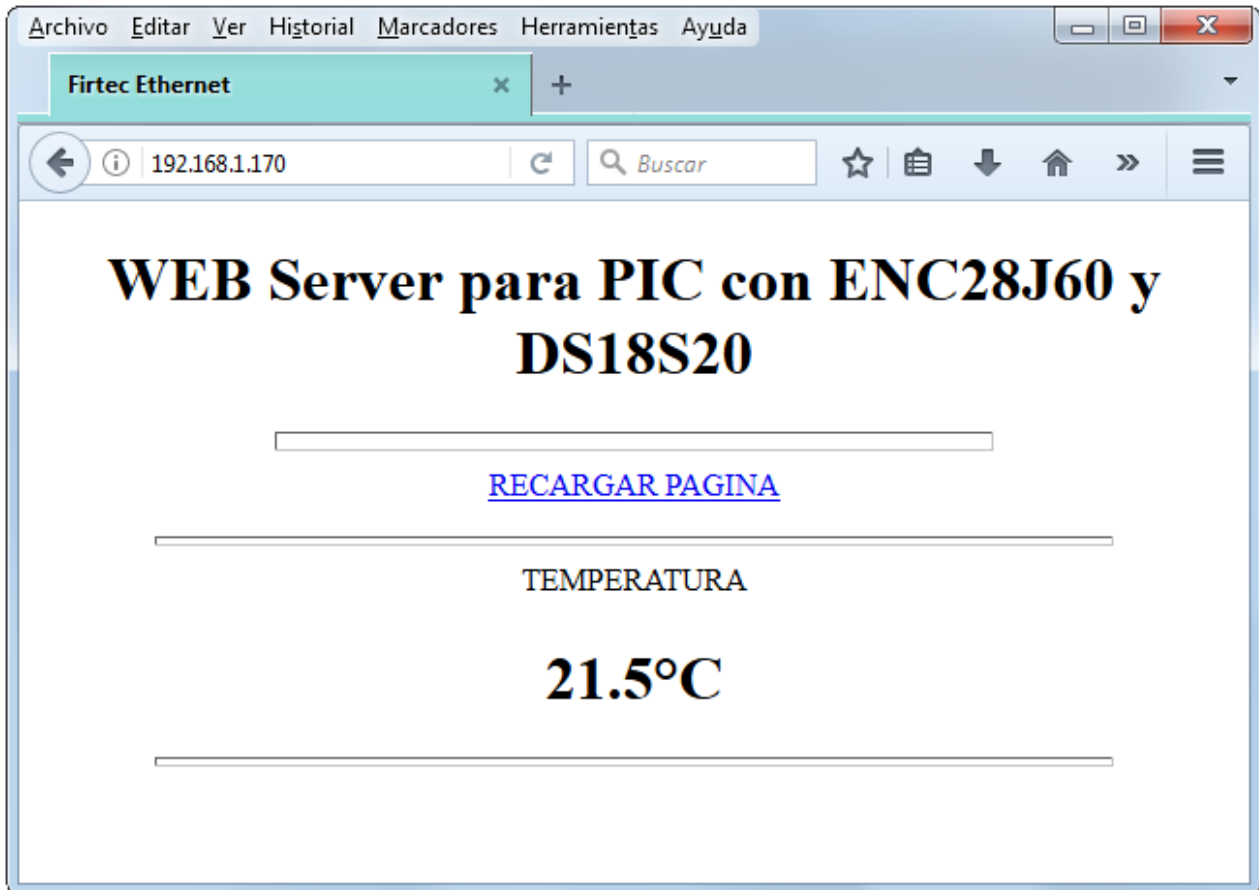 Archivo Editar Ver Historial Marcadores Herramientas Ayuda
Firtec Ethernet
192.168.1.170
Buscar
WEB Server para PIC con ENC28J60 y
DS18S20
RECARGAR PAGINA
TEMPERATURA
21.5°C